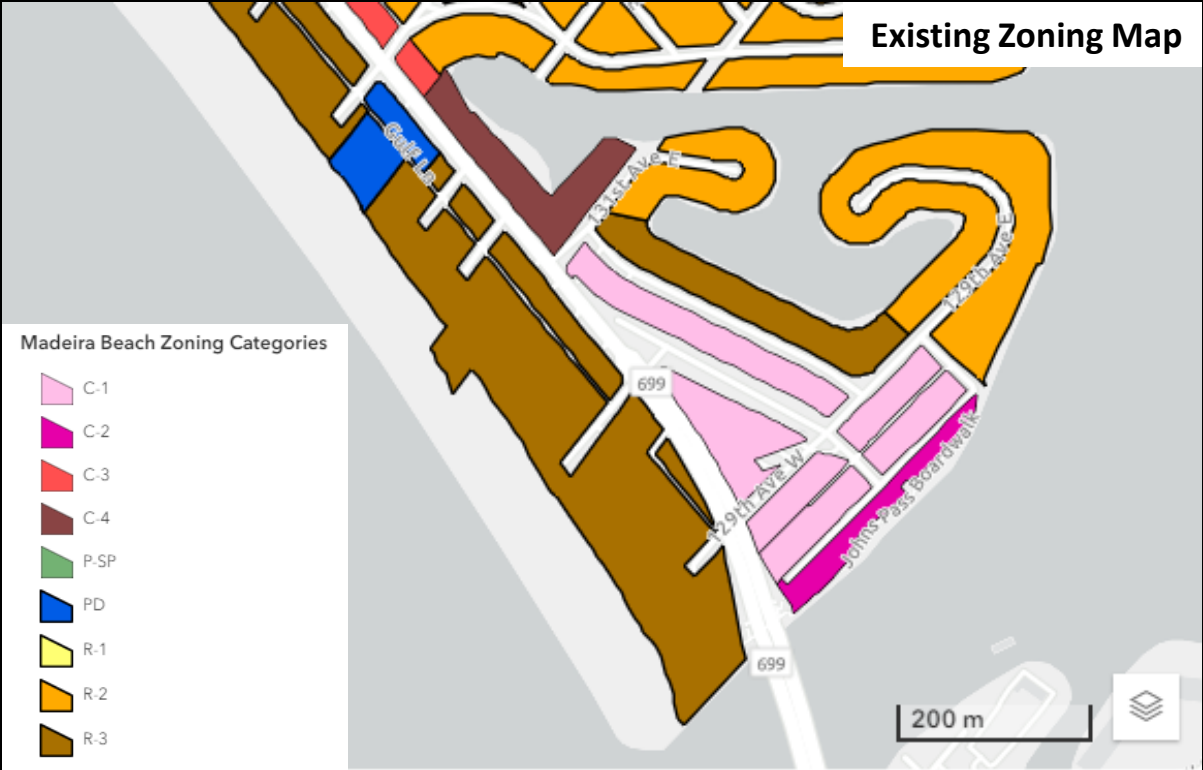 Existing Zoning Map
Gulf Ln
131st Ave E
129th Ave E
699
129th Ave W
Johns Pass Boardwalk
699
Madeira Beach Zoning Categories
C-1
C-2
C-3
C-4
P-SP
PD
R-1
R-2
R-3
200 m